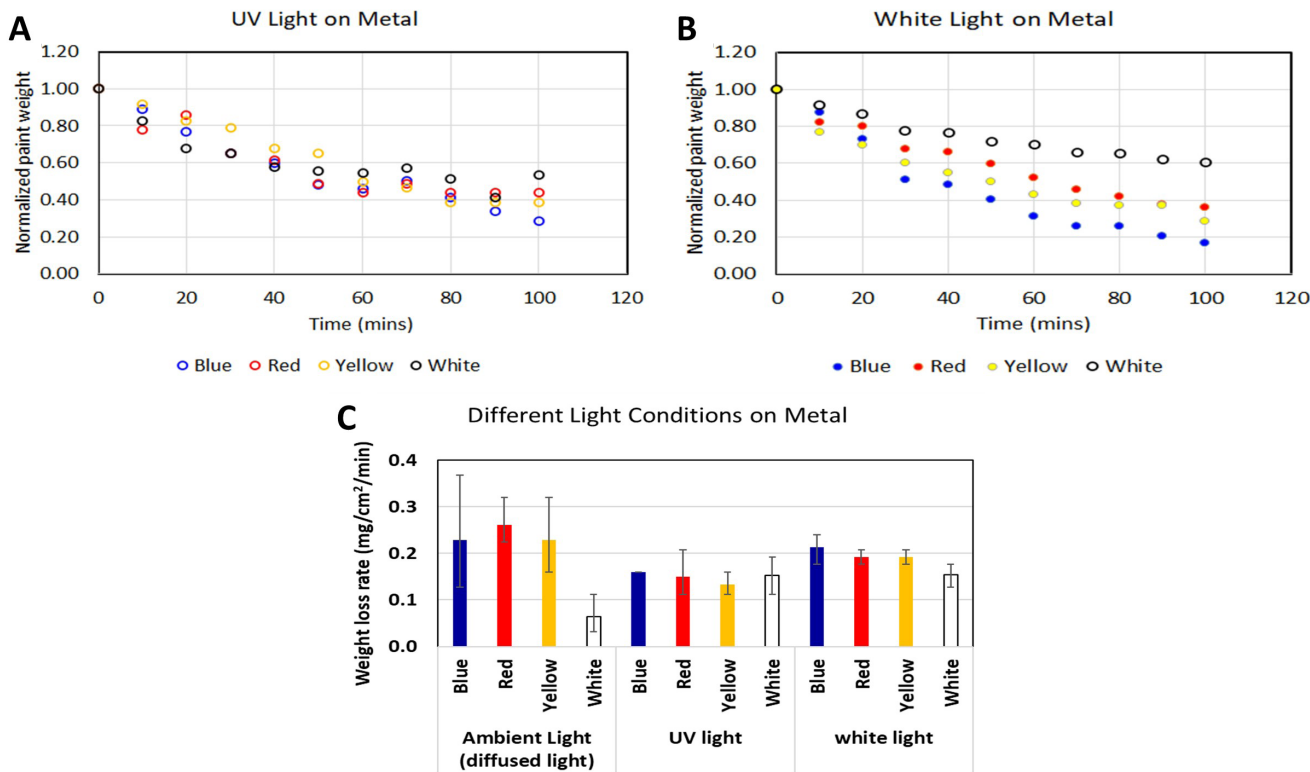 A
UV Light on Metal
Normalized paint weight
1.20
1.00
0.80
0.60
0.40
0.20
0.00
0 20 40 60 80 100 120
Time (mins)
Blue Red Yellow White
B
White Light on Metal
Normalized paint weight
1.20
1.00
0.80
0.60
0.40
0.20
0.00
0 20 40 60 80 100 120
Time (mins)
Blue Red Yellow White
C
Different Light Conditions on Metal
Weight loss rate (mg/cm²/min)
0.4
0.3
0.2
0.1
0.0
Blue Red Yellow White Blue Red Yellow White Blue Red Yellow White
Ambient Light UV light white light
(diffused light)